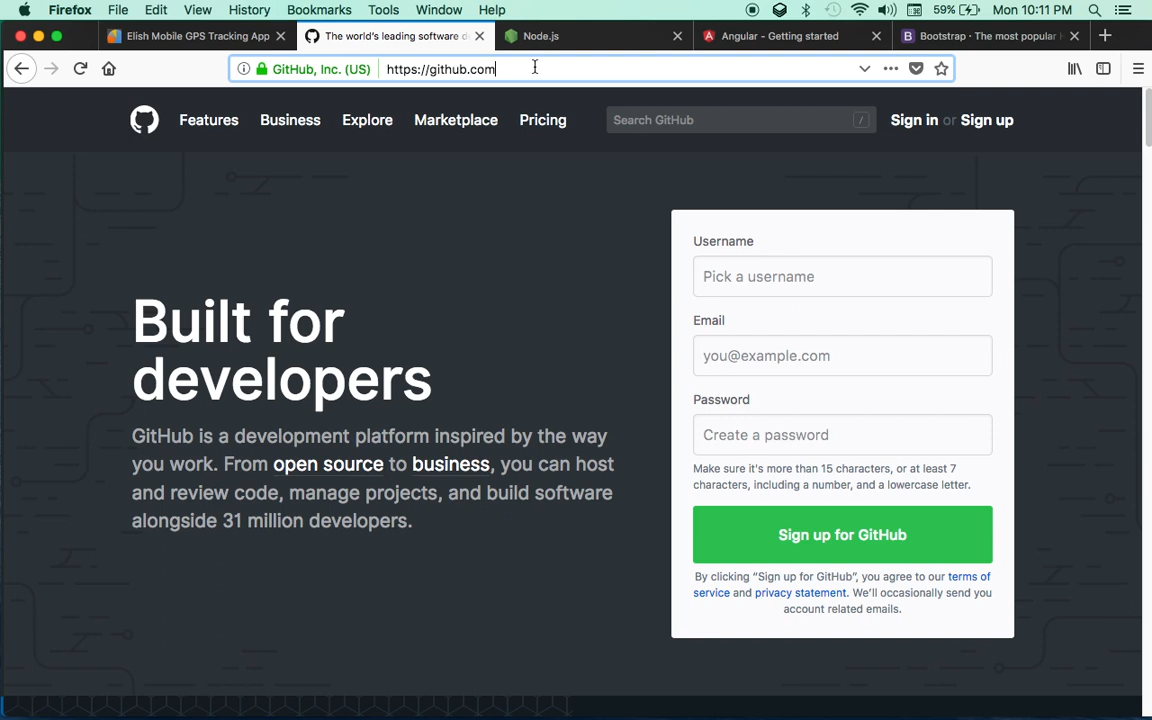 Firefox File Edit View History Bookmarks Tools Window Help 59% Mon 10:11 PM
Elish Mobile GPS Tracking App The world's leading software d Node.js Angular - Getting started Bootstrap · The most popular
GitHub, Inc. (US) https://github.com
Features Business Explore Marketplace Pricing Search GitHub / Sign in or Sign up
Username
Pick a username
Email
you@example.com
Password
Create a password
Make sure it's more than 15 characters, or at least 7
characters, including a number, and a lowercase letter.
Sign up for GitHub
By clicking “Sign up for GitHub”, you agree to our terms of
service and privacy statement. We’ll occasionally send you
account related emails.
Built for
developers
GitHub is a development platform inspired by the way
you work. From open source to business, you can host
and review code, manage projects, and build software
alongside 31 million developers.